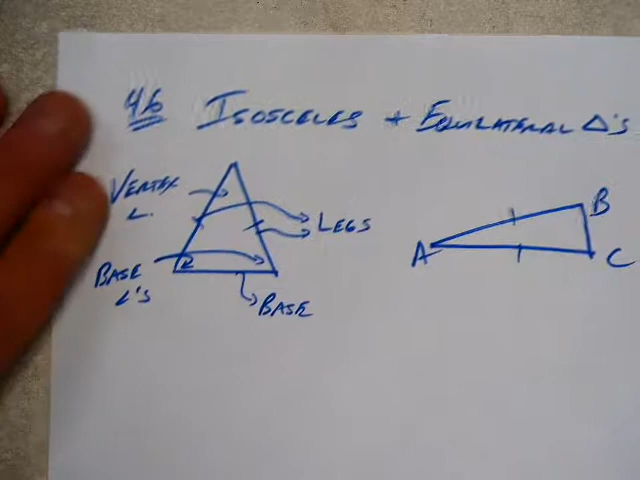 4.6 ISOSCELES + EQUILATERAL Δ'S
VERTEX
∠.
LEGS
BASE
∠'S
BASE
A
B
C